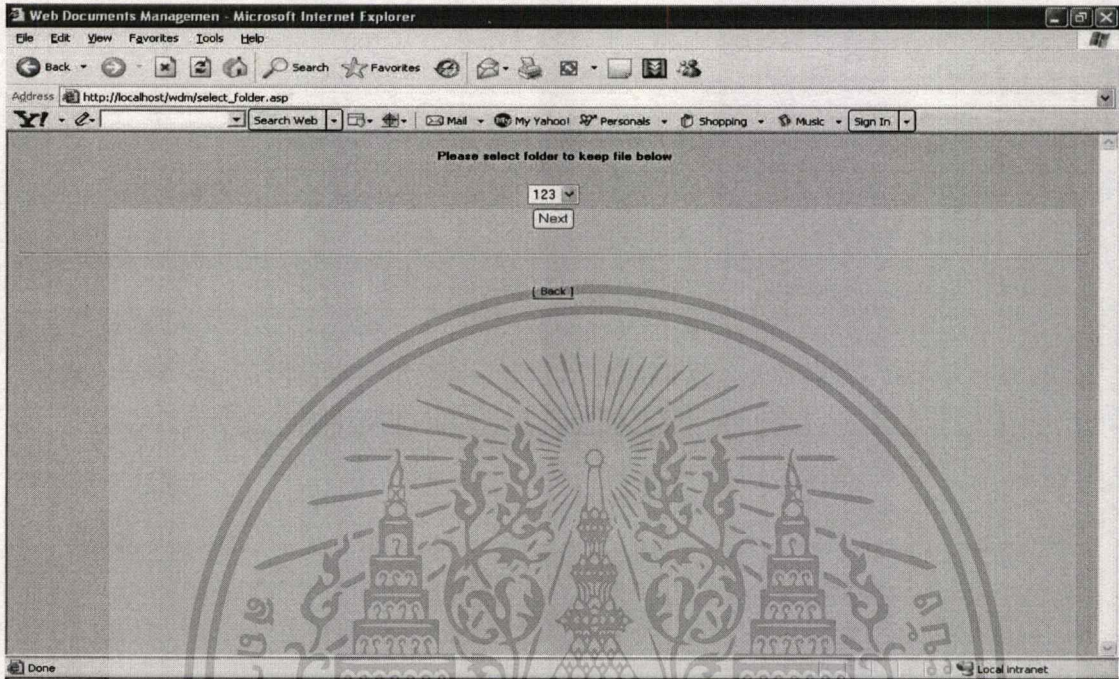 Web Documents Managemen - Microsoft Internet Explorer
File Edit View Favorites Tools Help
Back Search Favorites
Address http://localhost/wdm/select_folder.asp
Y! Search Web Mail My Yahoo! Personals Shopping Music Sign In
Please select folder to keep file below
123
Next
[ Back ]
Done Local intranet